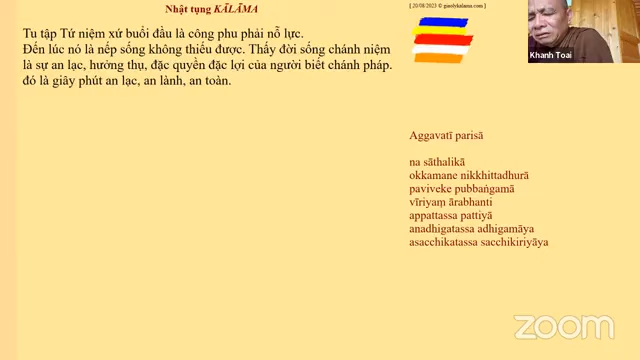 Nhật tụng KĀLĀMA
[ 20/08/2023 © giaolykalama.com ]
Tu tập Tứ niệm xứ buổi đầu là công phu phải nỗ lực.
Đến lúc nó là nếp sống không thiếu được. Thấy đời sống chánh niệm
là sự an lạc, hưởng thụ, đặc quyền đặc lợi của người biết chánh pháp.
đó là giây phút an lạc, an lành, an toàn.
Khanh Toai
Aggavatī parisā
na sāthalikā
okkamane nikkhittadhurā
paviveke pubbaṅgamā
vīriyaṃ ārabhanti
appattassa pattiyā
anadhigatassa adhigamāya
asacchikatassa sacchikiriyāya
zoom